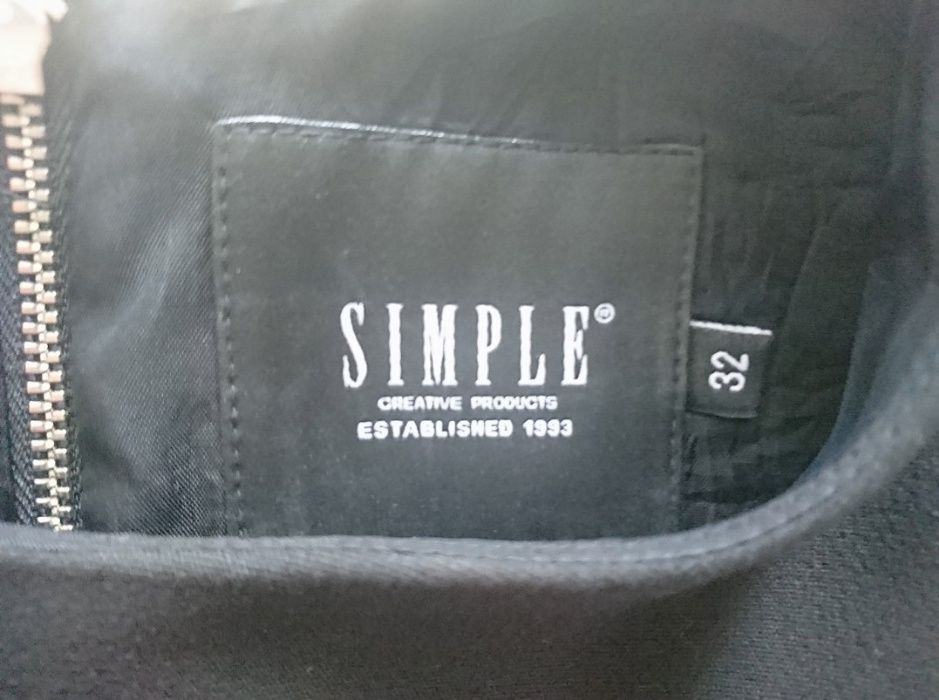 SIMPLE®
CREATIVE PRODUCTS
ESTABLISHED 1993
32